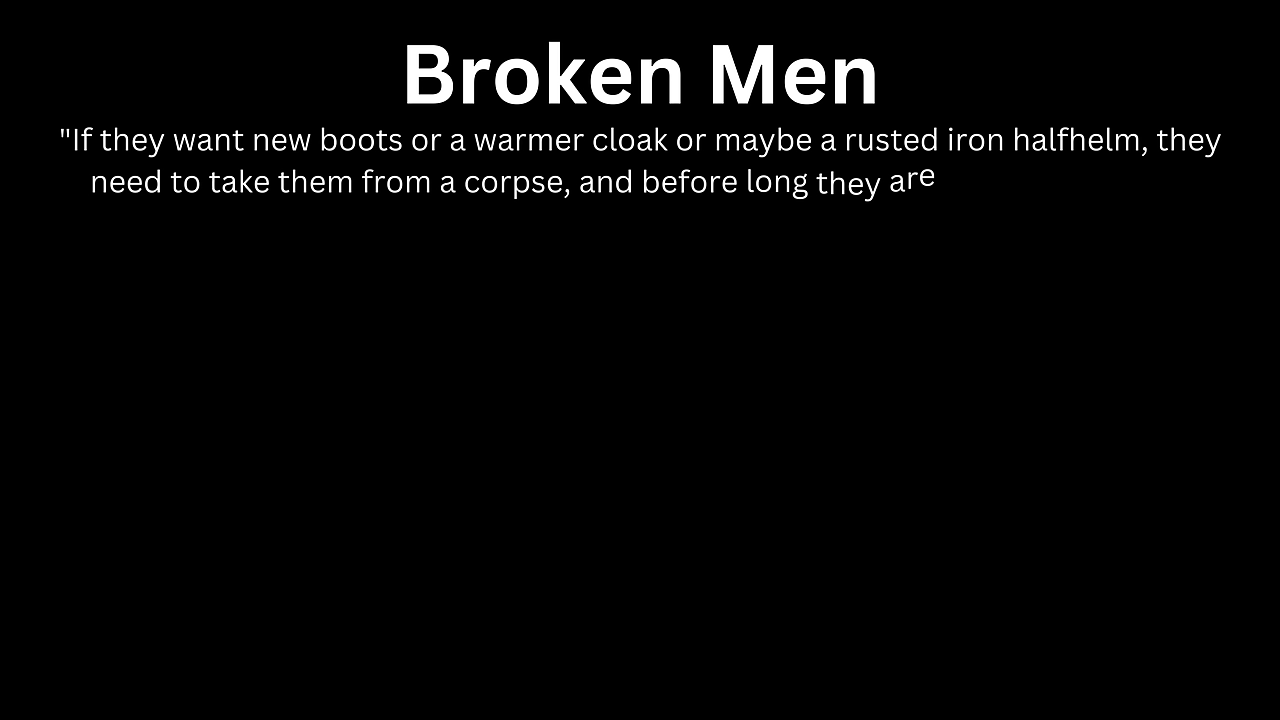 Broken Men
"If they want new boots or a warmer cloak or maybe a rusted iron halfhelm, they
need to take them from a corpse, and before long they are